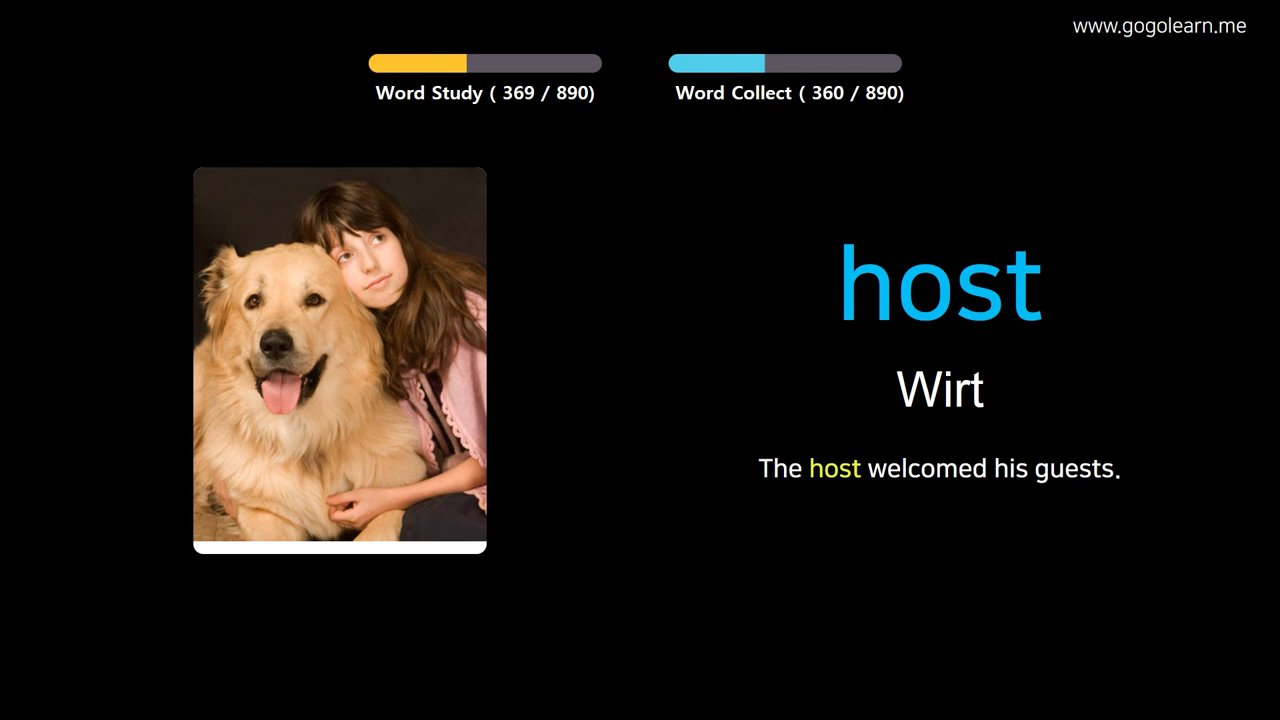 www.gogolearn.me
Word Study ( 369 / 890)
Word Collect ( 360 / 890)
host
Wirt
The host welcomed his guests.